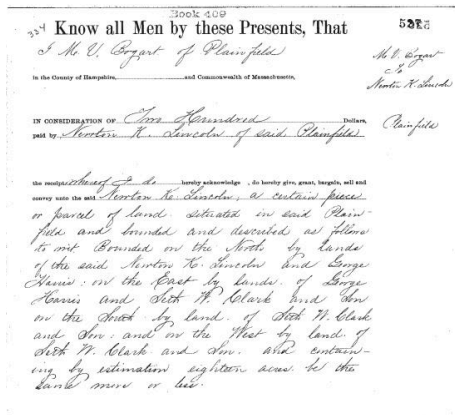 Book 409
334 Know all Men by these Presents, That
I M. V. Bogart of Plainfield
in the County of Hampshire, and Commonwealth of Massachusetts,
M. V. Bogart
To
Newton K. Lincoln
Plainfield
IN CONSIDERATION OF Two Hundred Dollars,
paid by Newton K. Lincoln of said Plainfield
the receipt whereof I do hereby acknowledge, do hereby give, grant, bargain, sell and
convey unto the said Newton K. Lincoln, a certain piece
or parcel of land situated in said Plain-
field and bounded and described as follows
to wit Bounded on the North by lands
of the said Newton K. Lincoln and George
Harris: on the East by lands. of George
Harris and Seth W. Clark and Son
on the South by land. of Seth W. Clark
and Son: and on the West by land. of
Seth W. Clark and Son. and contain-
ing by estimation eighteen acres be the
same more or less.